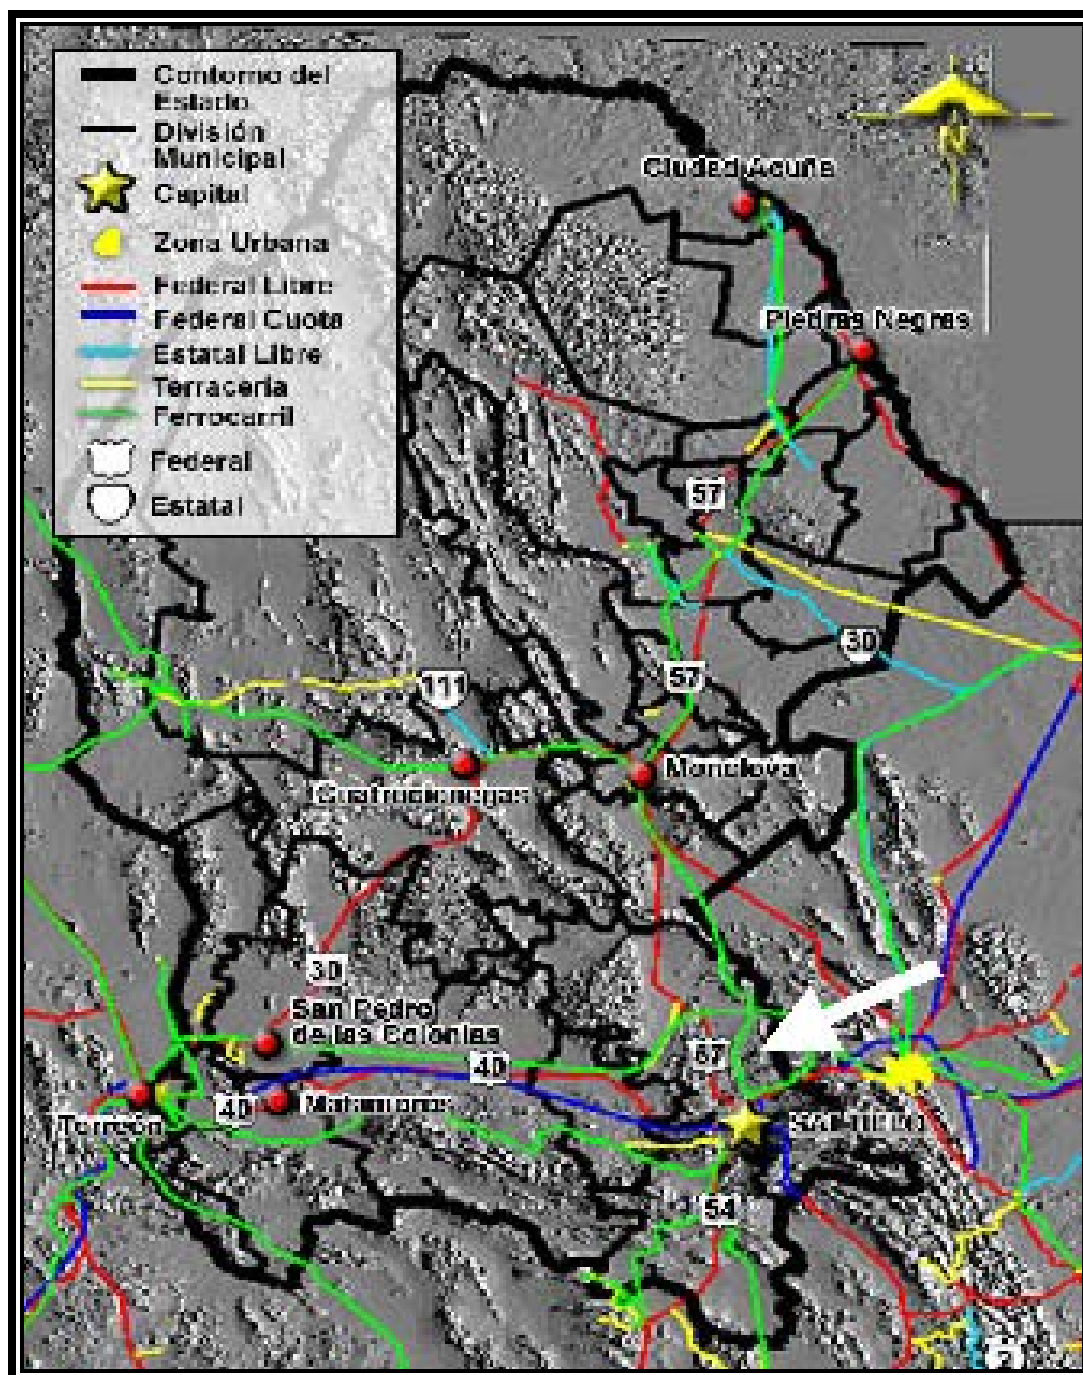 Contorno del
Estado
División
Municipal
Capital
Zona Urbana
Federal Libre
Federal Cuota
Estatal Libre
Terracería
Ferrocarril
Federal
Estatal
N
Ciudad Acuña
Piedras Negras
57
30
57
111
Monclova
Cuatrocienegas
30
San Pedro
de las Colonias
57
40
40
Matamoros
Torreón
SALTILLO
54